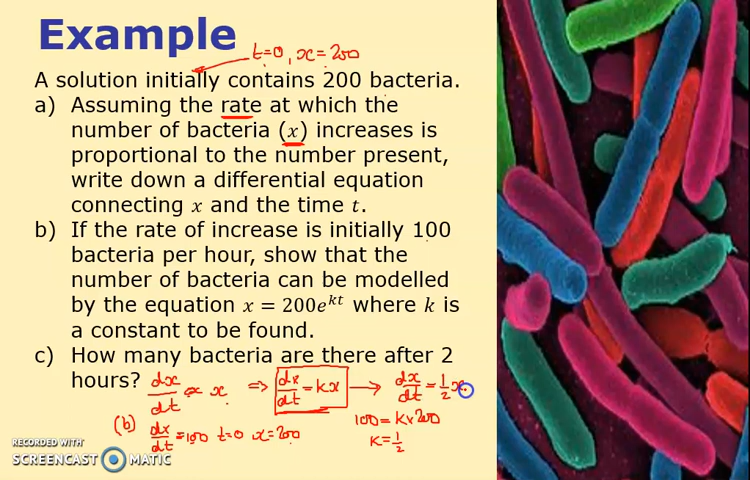 Example
t=0, x=200
A solution initially contains 200 bacteria.
a) Assuming the rate at which the
number of bacteria (x) increases is
proportional to the number present,
write down a differential equation
connecting x and the time t.
b) If the rate of increase is initially 100
bacteria per hour, show that the
number of bacteria can be modelled
by the equation x = 200e^{kt} where k is
a constant to be found.
c) How many bacteria are there after 2
hours? dx/dt ∝ x ⇒ dx/dt = kx → dx/dt = 1/2 x
(b) dx/dt = 100 t=0 x=200
100 = k x 200
k = 1/2
RECORDED WITH
SCREENCAST MATIC